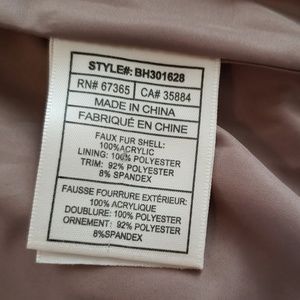 STYLE#: BH301628
RN# 67365 CA# 35884
MADE IN CHINA
FABRIQUÉ EN CHINE
FAUX FUR SHELL:
100%ACRYLIC
LINING: 100% POLYESTER
TRIM: 92% POLYESTER
8% SPANDEX
FAUSSE FOURRURE EXTÉRIEUR:
100% ACRYLIQUE
DOUBLURE: 100% POLYESTER
ORNEMENT: 92% POLYESTER
8%SPANDEX